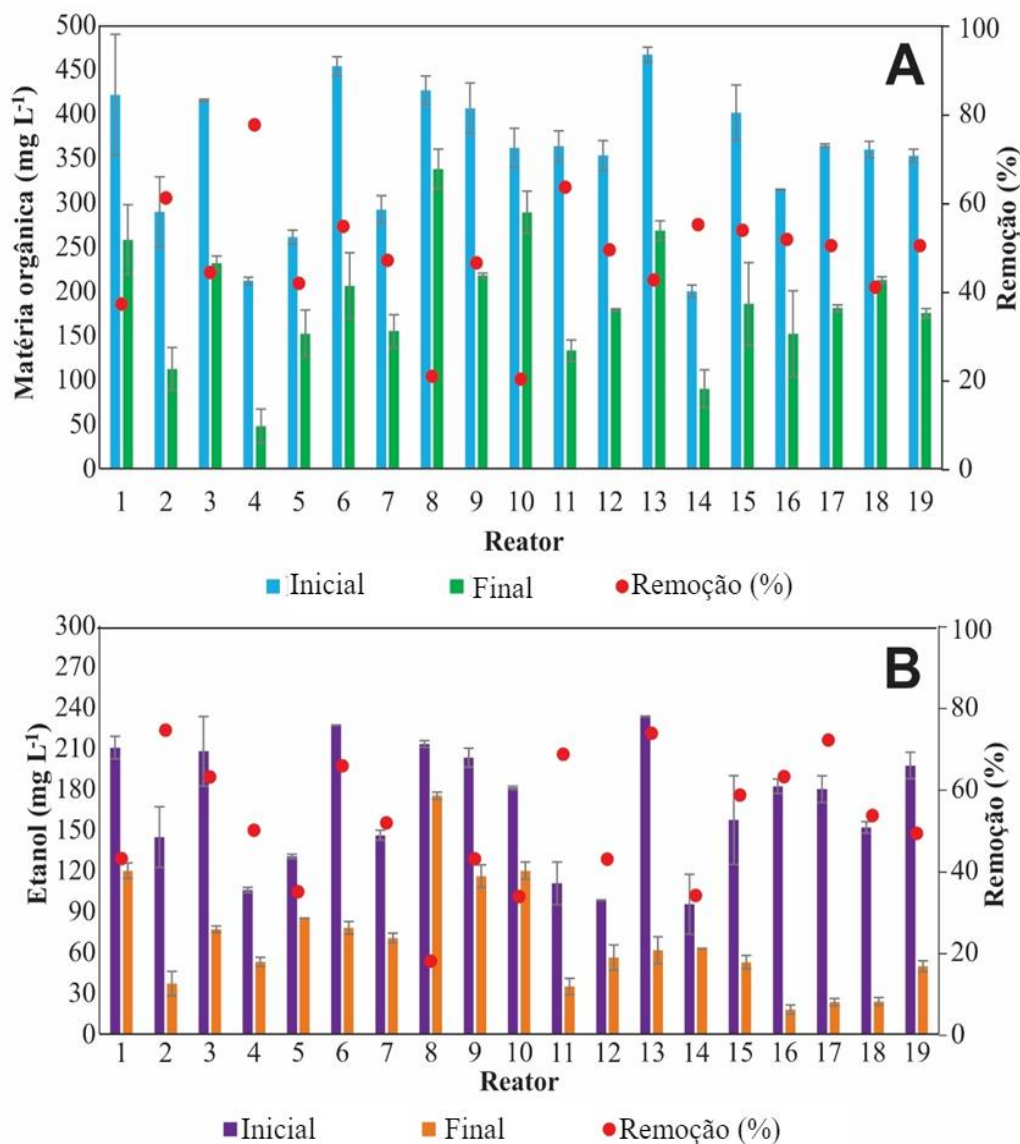 A
Matéria orgânica (mg L⁻¹)
500
450
400
350
300
250
200
150
100
50
0
100
80
60
40
20
0
Remoção (%)
1 2 3 4 5 6 7 8 9 10 11 12 13 14 15 16 17 18 19
Reator
Inicial Final Remoção (%)
B
Etanol (mg L⁻¹)
300
270
240
210
180
150
120
90
60
30
0
100
80
60
40
20
0
Remoção (%)
1 2 3 4 5 6 7 8 9 10 11 12 13 14 15 16 17 18 19
Reator
Inicial Final Remoção (%)